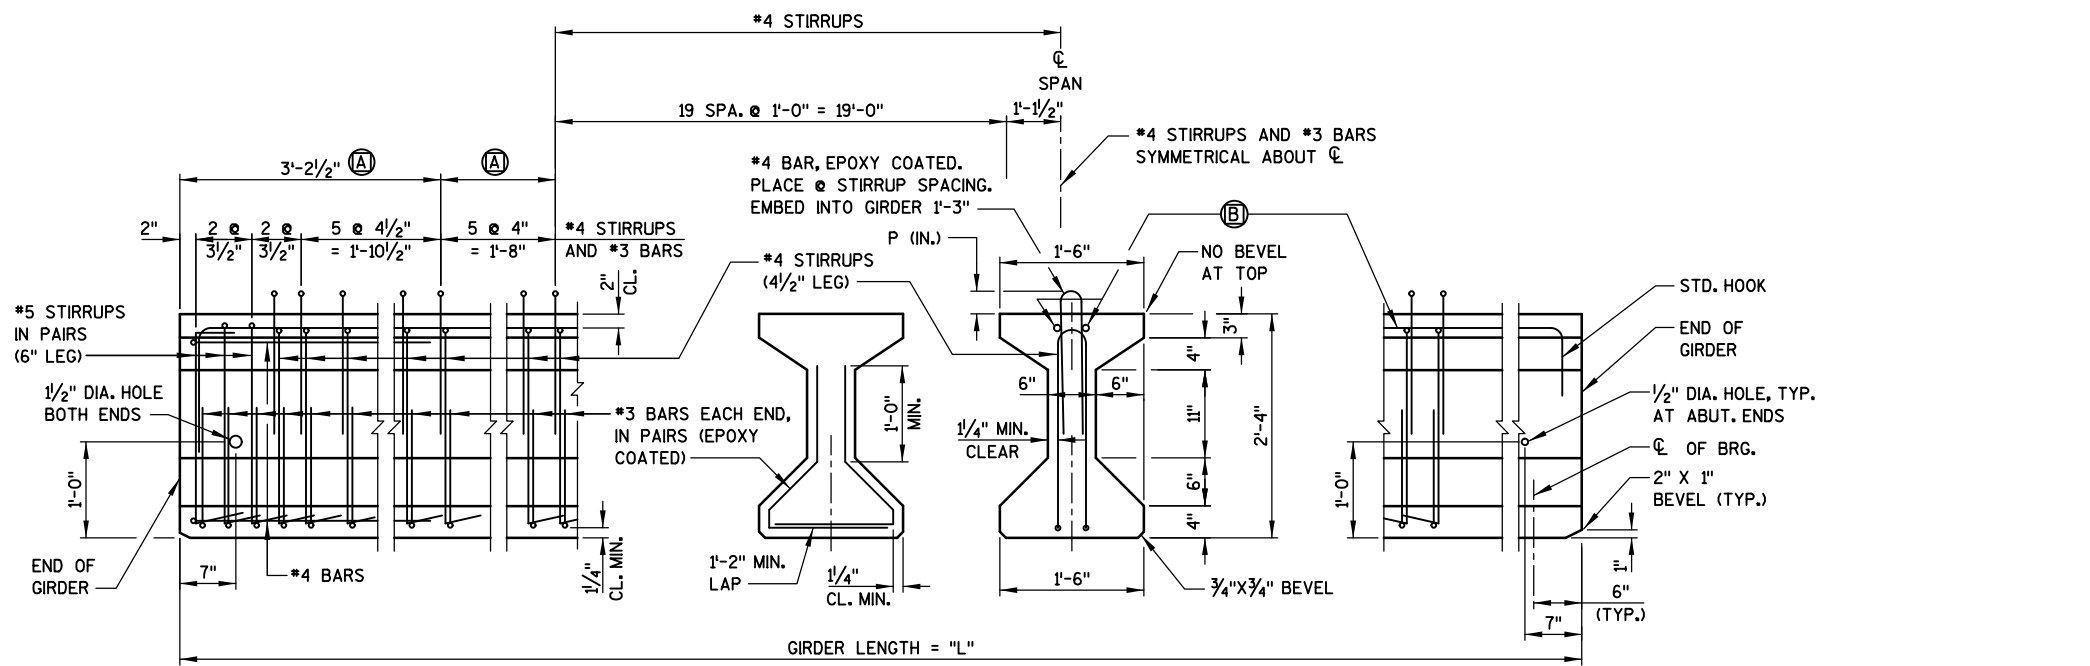 #4 STIRRUPS
℄
SPAN
19 SPA. @ 1'-0" = 19'-0"
1'-1½"
#4 STIRRUPS AND #3 BARS
SYMMETRICAL ABOUT ℄
3'-2½"
A
A
#4 BAR, EPOXY COATED.
PLACE @ STIRRUP SPACING.
EMBED INTO GIRDER 1'-3"
B
2"
2 @
3½"
2 @
3½"
5 @ 4½"
= 1'-10½"
5 @ 4"
= 1'-8"
#4 STIRRUPS
AND #3 BARS
P (IN.)
1'-6"
NO BEVEL
AT TOP
2"
CL.
#4 STIRRUPS
(4½" LEG)
STD. HOOK
#5 STIRRUPS
IN PAIRS
(6" LEG)
3"
END OF
GIRDER
4"
1½" DIA. HOLE
BOTH ENDS
6"
6"
½" DIA. HOLE, TYP.
AT ABUT. ENDS
#3 BARS EACH END,
IN PAIRS (EPOXY
COATED)
1'-0"
MIN.
11"
2'-4"
1¼" MIN.
CLEAR
℄ OF BRG.
1'-0"
6"
1'-0"
2" X 1"
BEVEL (TYP.)
4"
END OF
GIRDER
7"
#4 BARS
1¼"
CL. MIN.
1'-2" MIN.
LAP
1¼"
CL. MIN.
1'-6"
¾"X¾" BEVEL
1"
6"
(TYP.)
7"
GIRDER LENGTH = "L"